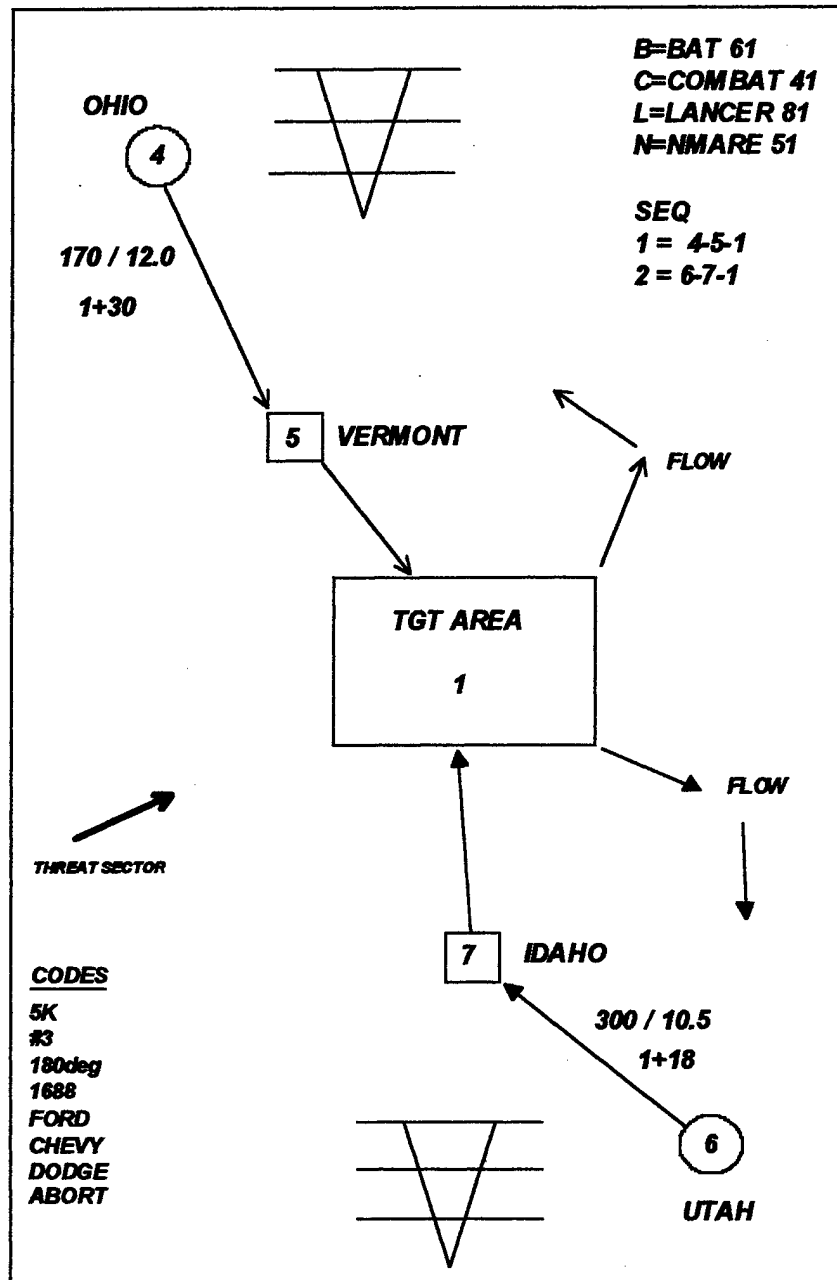 B=BAT 61
C=COMBAT 41
L=LANCER 81
N=NMARE 51
SEQ
1 = 4-5-1
2 = 6-7-1
OHIO
4
170 / 12.0
1+30
5
VERMONT
FLOW
TGT AREA
1
FLOW
THREAT SECTOR
7
IDAHO
300 / 10.5
1+18
6
UTAH
CODES
5K
#3
180deg
1688
FORD
CHEVY
DODGE
ABORT